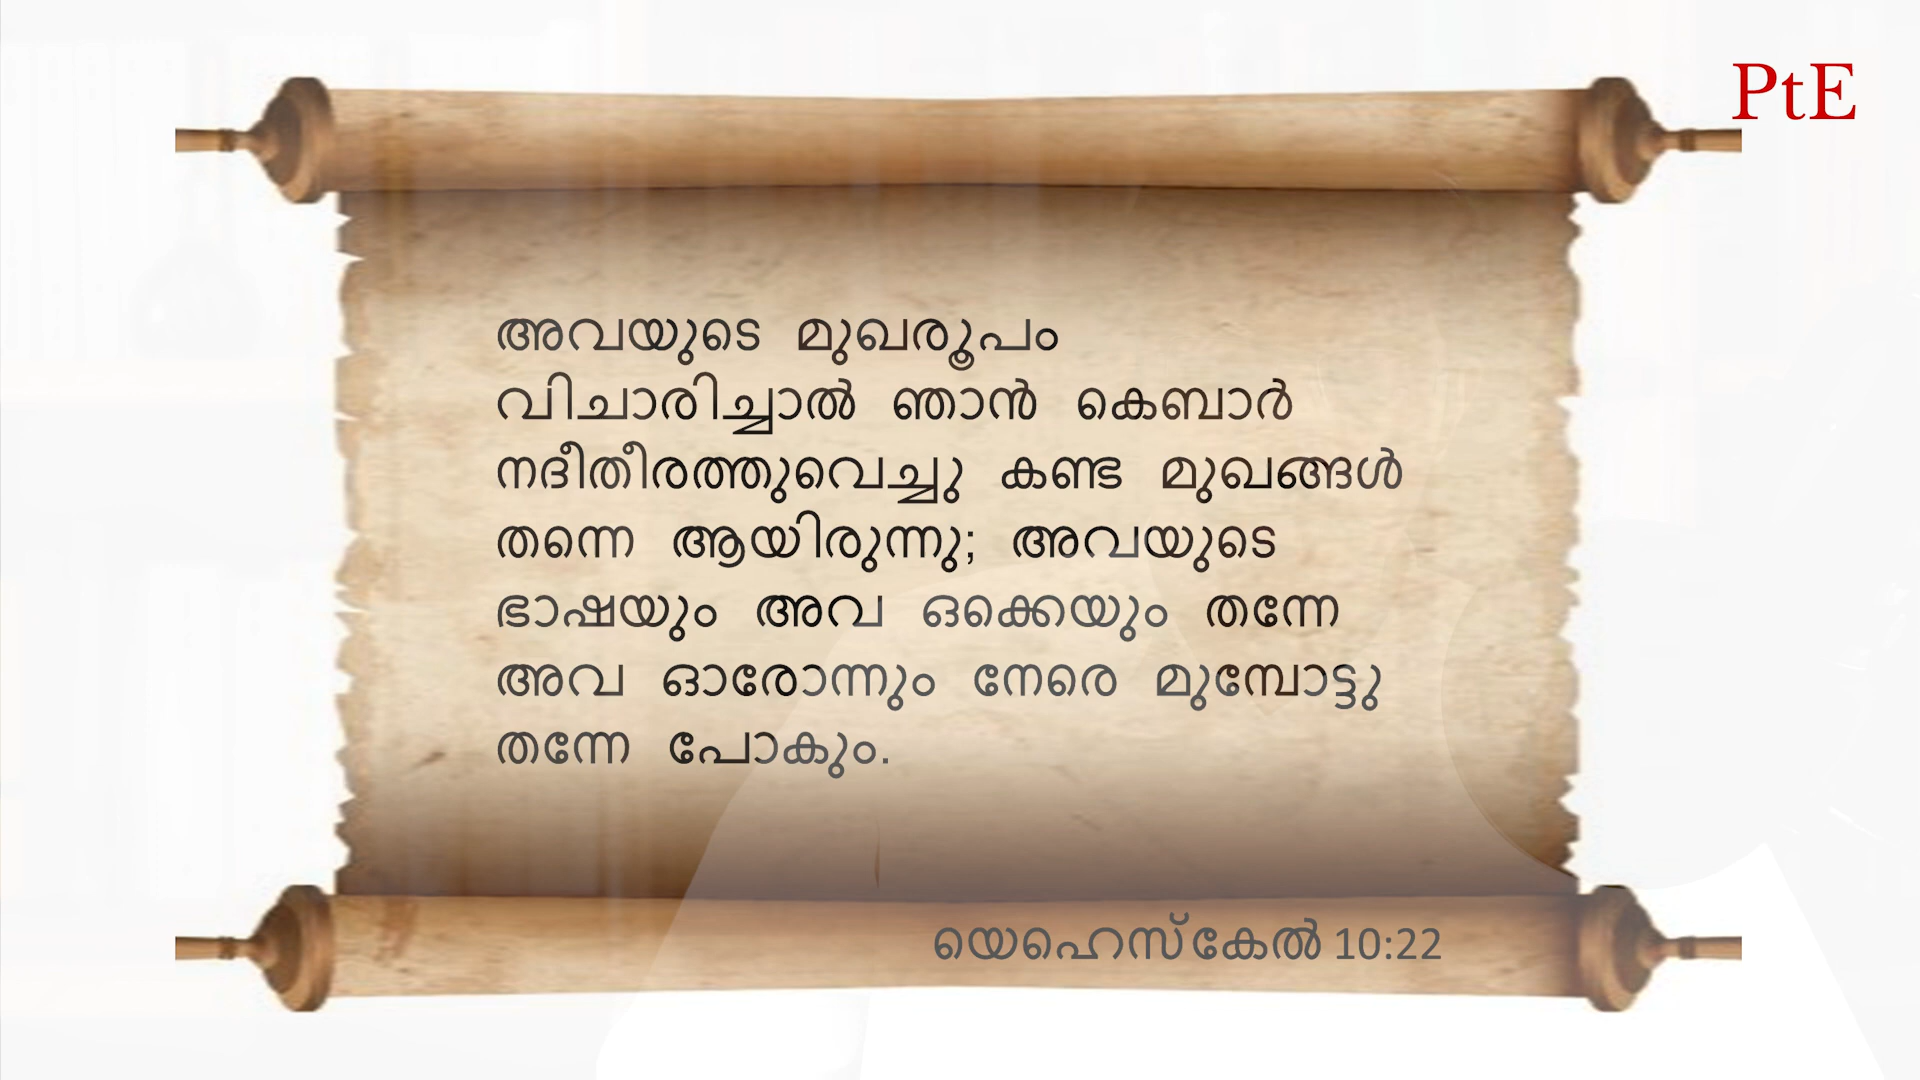 PtE
അവയുടെ മുഖരൂപം
വിചാരിച്ചാൽ ഞാൻ കെബാർ
നദീതീരത്തുവെച്ചു കണ്ട മുഖങ്ങൾ
തന്നെ ആയിരുന്നു; അവയുടെ
ഭാഷയും അവ ഒക്കെയും തന്നേ
അവ ഓരോന്നും നേരെ മുമ്പോട്ടു
തന്നേ പോകും.
യെഹെസ്കേൽ 10:22